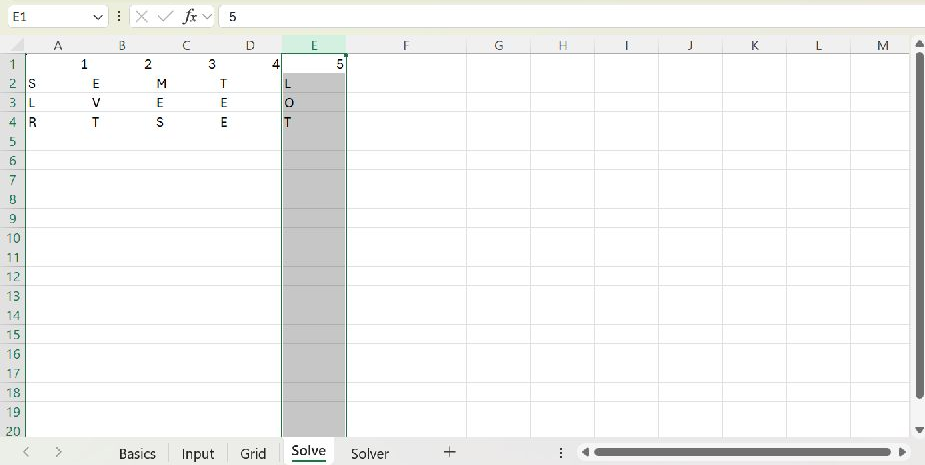 E1 fx 5
A B C D E F G H I J K L M
1 1 2 3 4 5
2 S E M T L
3 L V E E O
4 R T S E T
5
6
7
8
9
10
11
12
13
14
15
16
17
18
19
20
Basics Input Grid Solve Solver +